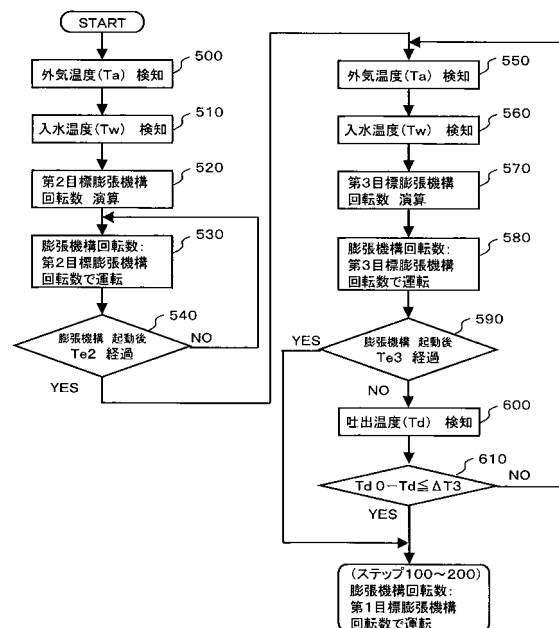 START
外気温度(Ta) 検知
500
入水温度(Tw) 検知
510
第2目標膨張機構
回転数 演算
520
膨張機構回転数:
第2目標膨張機構
回転数で運転
530
膨張機構 起動後
Te2 経過
540
NO
YES
外気温度(Ta) 検知
550
入水温度(Tw) 検知
560
第3目標膨張機構
回転数 演算
570
膨張機構回転数:
第3目標膨張機構
回転数で運転
580
膨張機構 起動後
Te3 経過
590
YES
NO
吐出温度(Td) 検知
600
Td0-Td≦ΔT3
610
NO
YES
(ステップ100~200)
膨張機構回転数:
第1目標膨張機構
回転数で運転